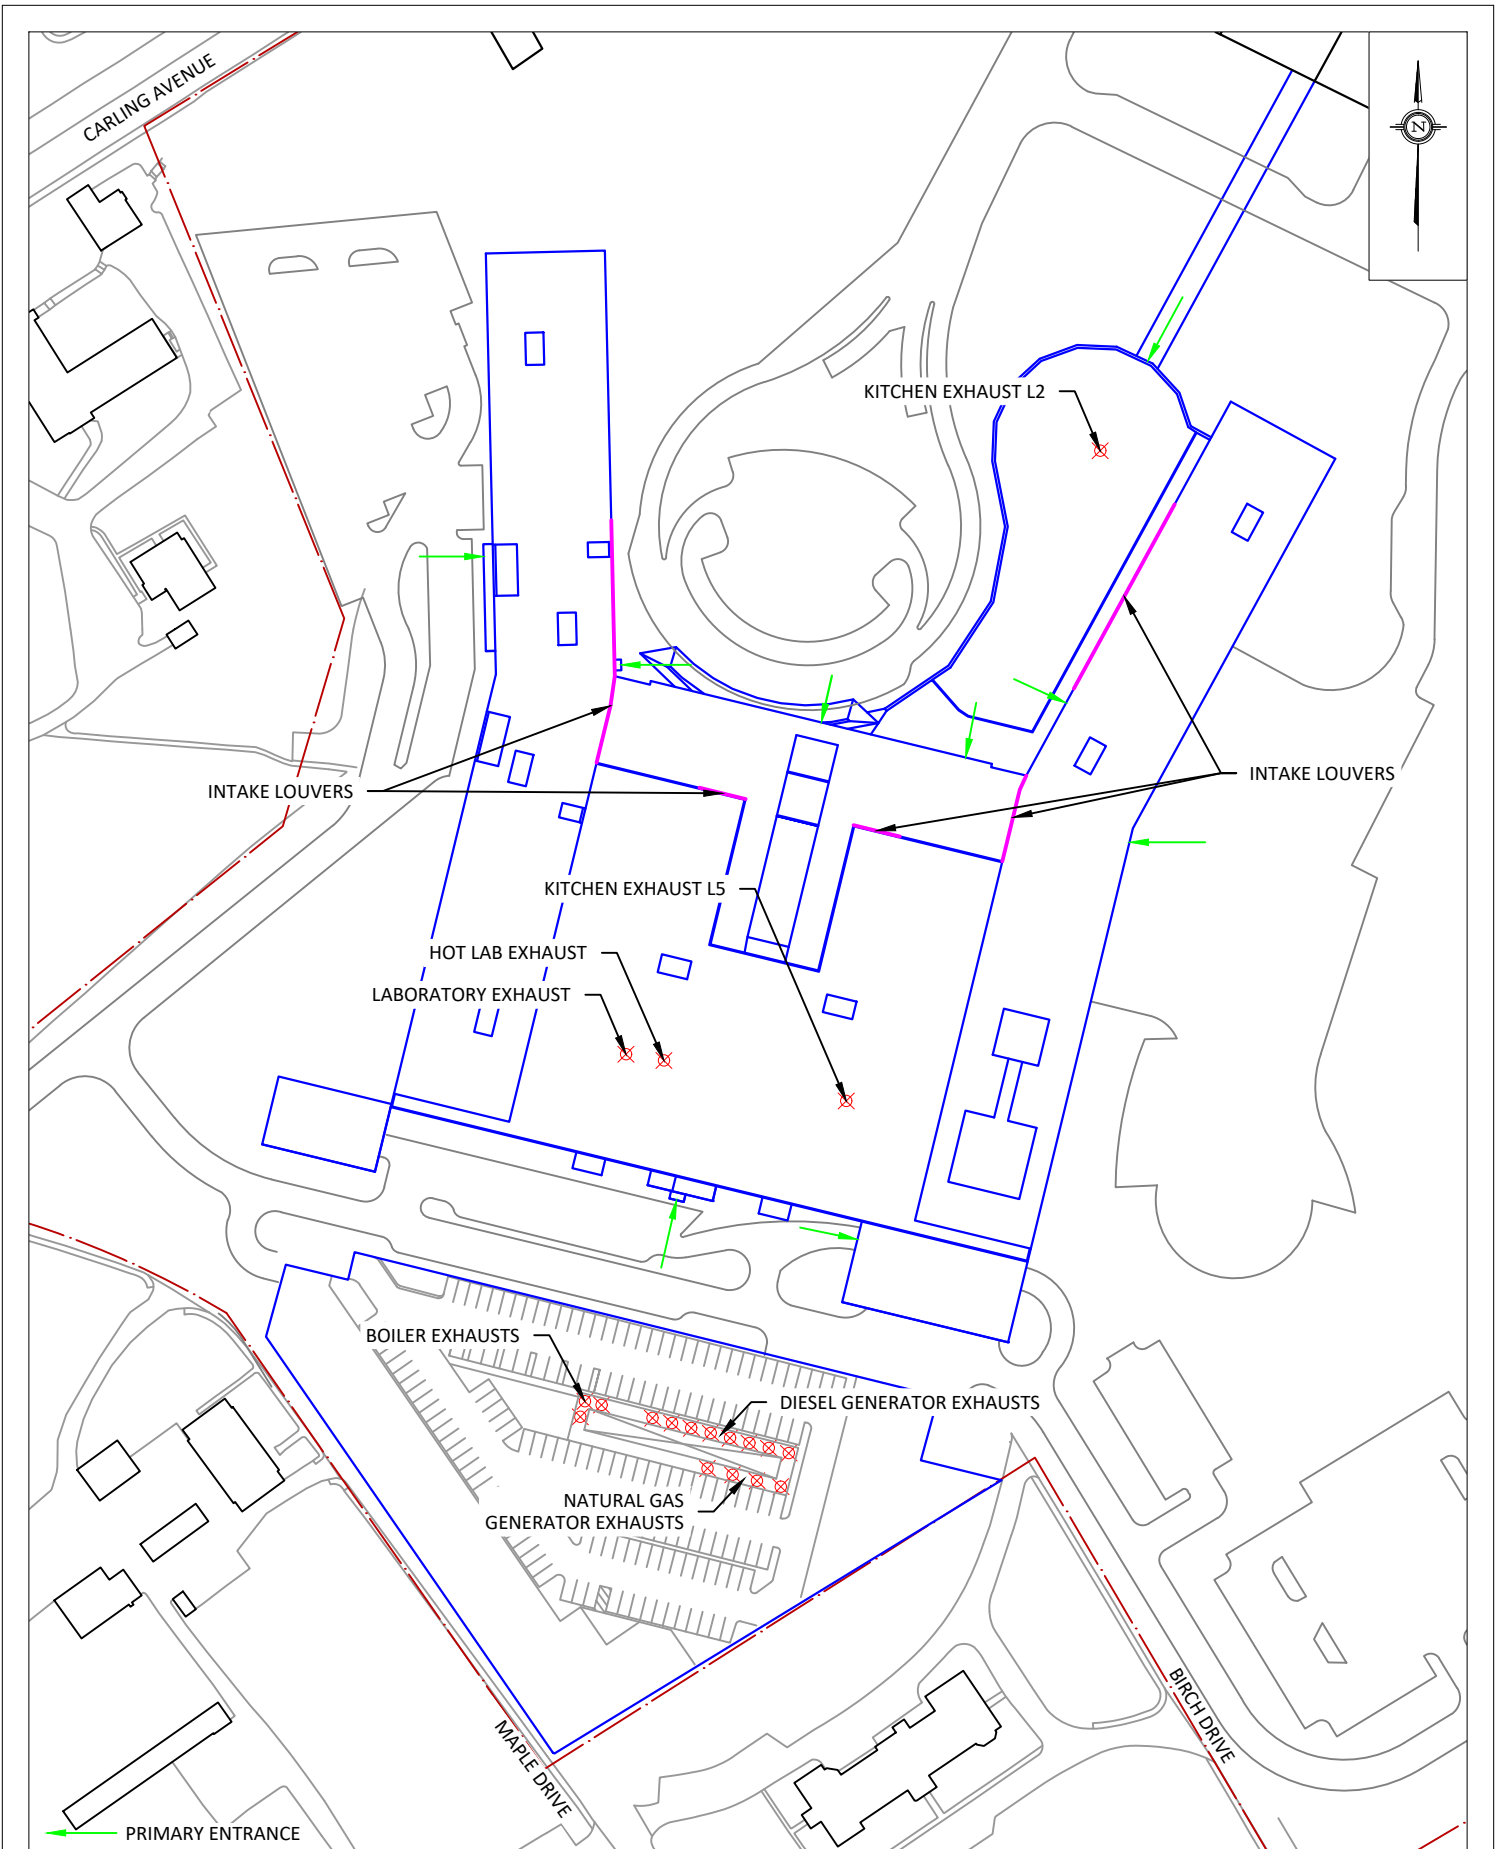 CARLING AVENUE
N
KITCHEN EXHAUST L2
INTAKE LOUVERS
INTAKE LOUVERS
KITCHEN EXHAUST L5
HOT LAB EXHAUST
LABORATORY EXHAUST
BOILER EXHAUSTS
DIESEL GENERATOR EXHAUSTS
NATURAL GAS
GENERATOR EXHAUSTS
BIRCH DRIVE
MAPLE DRIVE
PRIMARY ENTRANCE